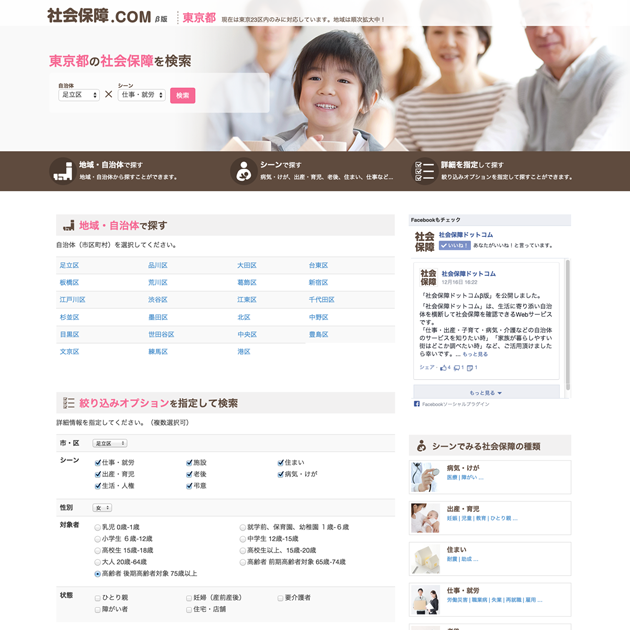 社会保障.COM β版 東京都 現在は東京23区内のみに対応しています。地域は順次拡大中！
東京都の社会保障を検索
自治体 シーン
足立区 × 仕事・就労 検索
地域・自治体で探す
地域・自治体から探すことができます。
シーンで探す
病気・けが、出産・育児、老後、住まい、仕事など...
詳細を指定して探す
絞り込みオプションを指定して探すことができます。
地域・自治体で探す
自治体（市区町村）を選択してください。
足立区 品川区 大田区 台東区
板橋区 荒川区 葛飾区 新宿区
江戸川区 渋谷区 江東区 千代田区
杉並区 墨田区 北区 中野区
目黒区 世田谷区 中央区 豊島区
文京区 練馬区 港区
絞り込みオプションを指定して検索
詳細情報を指定してください。（複数選択可）
市・区 足立区
シーン 仕事・就労 施設 住まい
出産・育児 老後 病気・けが
生活・人権 弔意
性別 女
対象者 乳児 0歳-1歳 就学前、保育園、幼稚園 1歳-6歳
小学生 6歳-12歳 中学生 12歳-15歳
高校生 15歳-18歳 高校生以上、15歳-20歳
大人 20歳-64歳 高齢者 前期高齢者対象 65歳-74歳
高齢者 後期高齢者対象 75歳以上
状態 ひとり親 妊婦（産前産後） 要介護者
障がい者 住宅・店舗
Facebookもチェック
社会保障
社会保障ドットコム
いいね！ あなたがいいね！と言っています。
社会保障
社会保障ドットコム
12月16日 16:22
「社会保障ドットコムβ版」を公開しました。
「社会保障ドットコム」は、生活に寄り添い自治体
を横断して社会保障を確認できるWebサービス
です。
「仕事・出産・子育て・病気・介護などの自治体
のサービスを知りたい時」「家族が暮らしやすい
街はどこか調べたい時」など、ご活用頂けました
ら幸いです。... もっと見る
シェア・ 4 1 1
もっと見る
Facebookソーシャルプラグイン
シーンでみる社会保障の種類
病気・けが
医療 | 障がい ...
出産・育児
妊娠 | 児童 | 教育 | ひとり親 ...
住まい
耐震 | 助成 ...
仕事・就労
労働災害 | 職業病 | 失業 | 再就職 | 雇用 ...